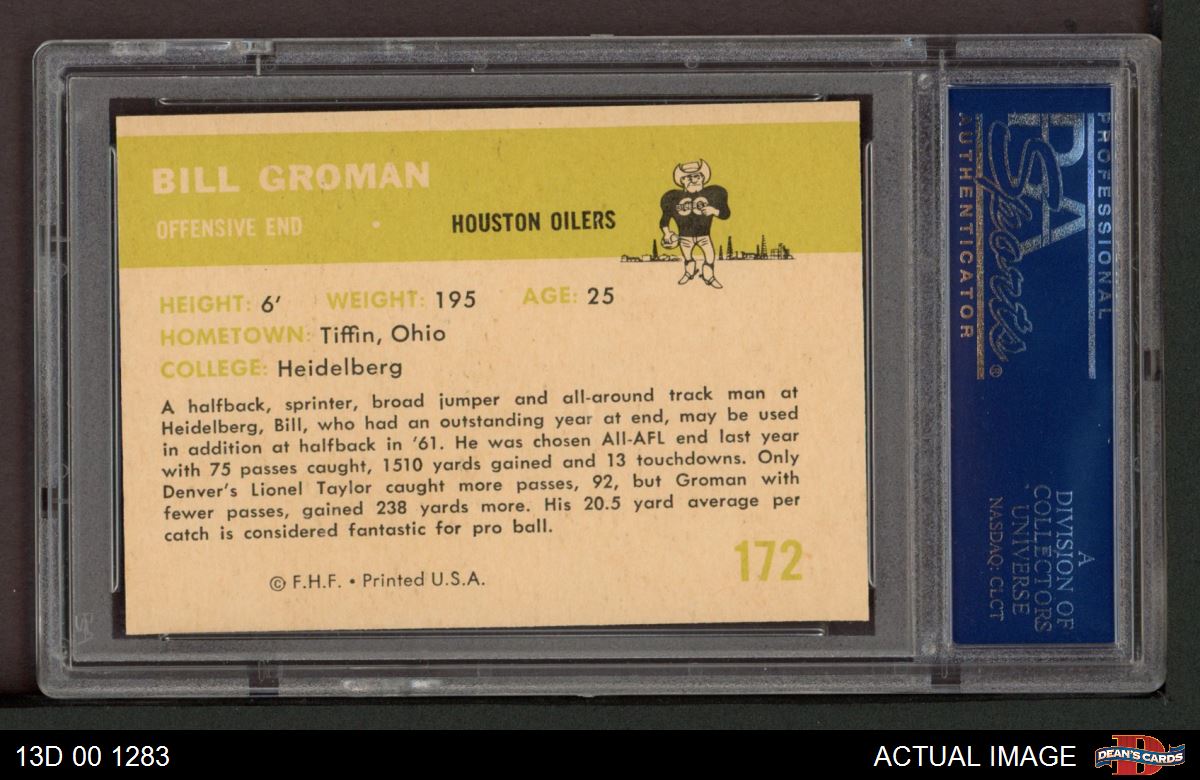 BILL GROMAN
OFFENSIVE END
HOUSTON OILERS
HEIGHT: 6' WEIGHT: 195 AGE: 25
HOMETOWN: Tiffin, Ohio
COLLEGE: Heidelberg
A halfback, sprinter, broad jumper and all-around track man at
Heidelberg, Bill, who had an outstanding year at end, may be used
in addition at halfback in '61. He was chosen All-AFL end last year
with 75 passes caught, 1510 yards gained and 13 touchdowns. Only
Denver's Lionel Taylor caught more passes, 92, but Groman with
fewer passes, gained 238 yards more. His 20.5 yard average per
catch is considered fantastic for pro ball.
172
© F.H.F. • Printed U.S.A.
PROFESSIONAL
PSA
Sports®
AUTHENTICATOR
A
DIVISION OF
COLLECTORS
UNIVERSE
NASDAQ: CLCT
13D 00 1283
ACTUAL IMAGE
DEAN'S CARDS